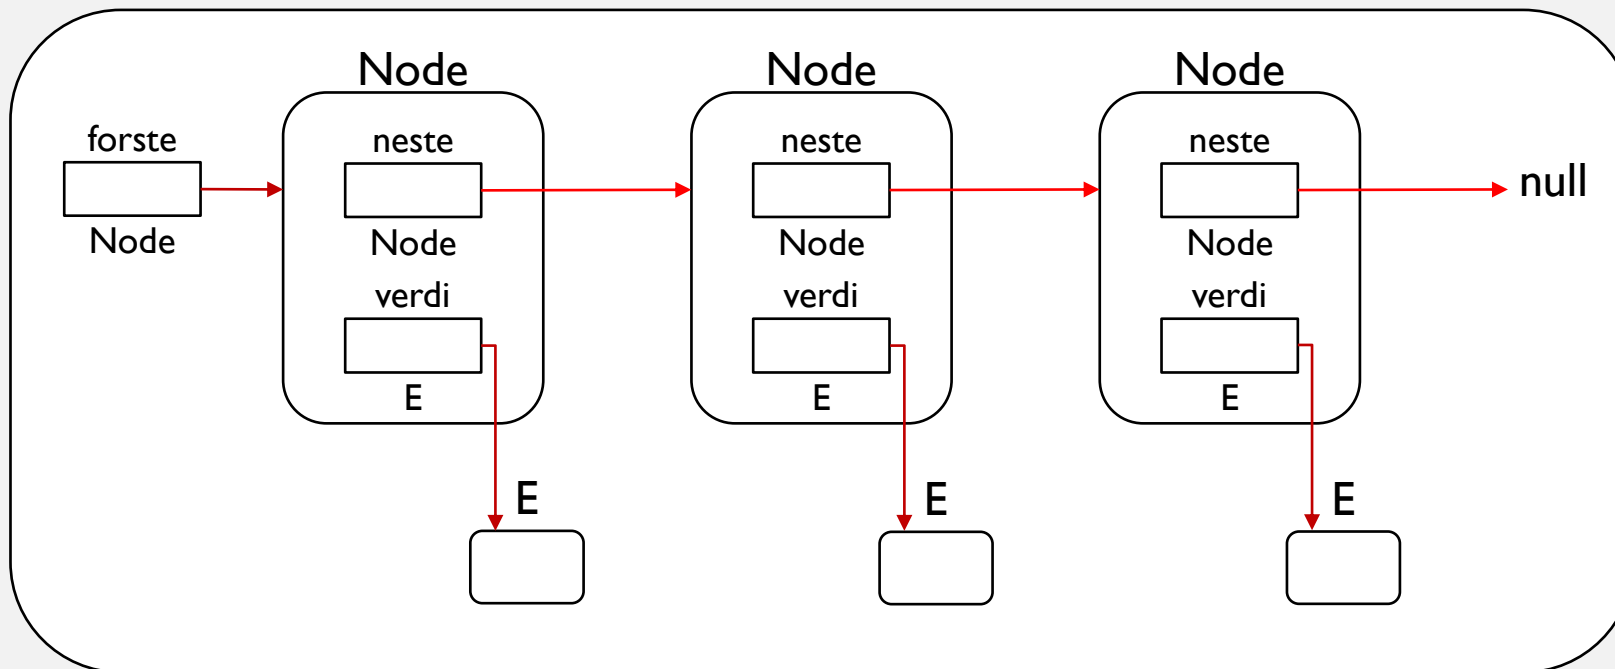 Node Node Node
forste neste neste neste
null
Node Node Node Node
verdi verdi verdi
E E E
E E E